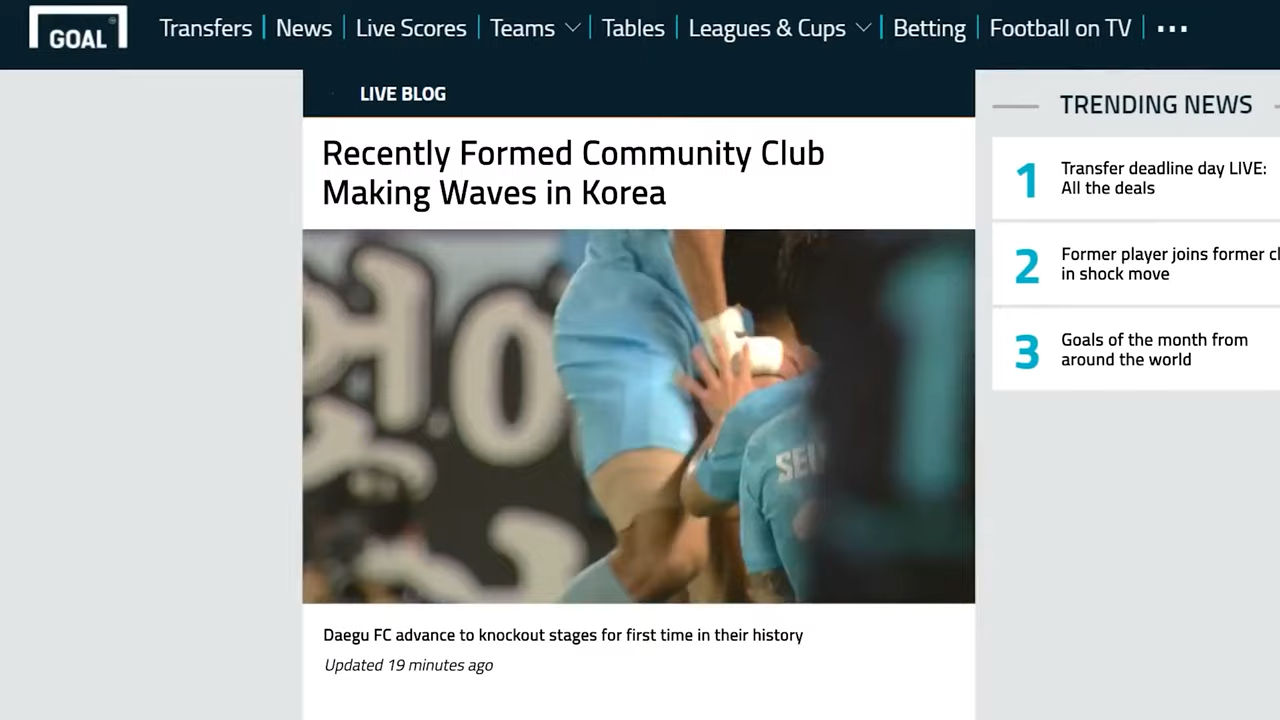 GOAL
Transfers
News
Live Scores
Teams
Tables
Leagues & Cups
Betting
Football on TV
LIVE BLOG
Recently Formed Community Club
Making Waves in Korea
Daegu FC advance to knockout stages for first time in their history
Updated 19 minutes ago
TRENDING NEWS
1
Transfer deadline day LIVE:
All the deals
2
Former player joins former
in shock move
3
Goals of the month from
around the world